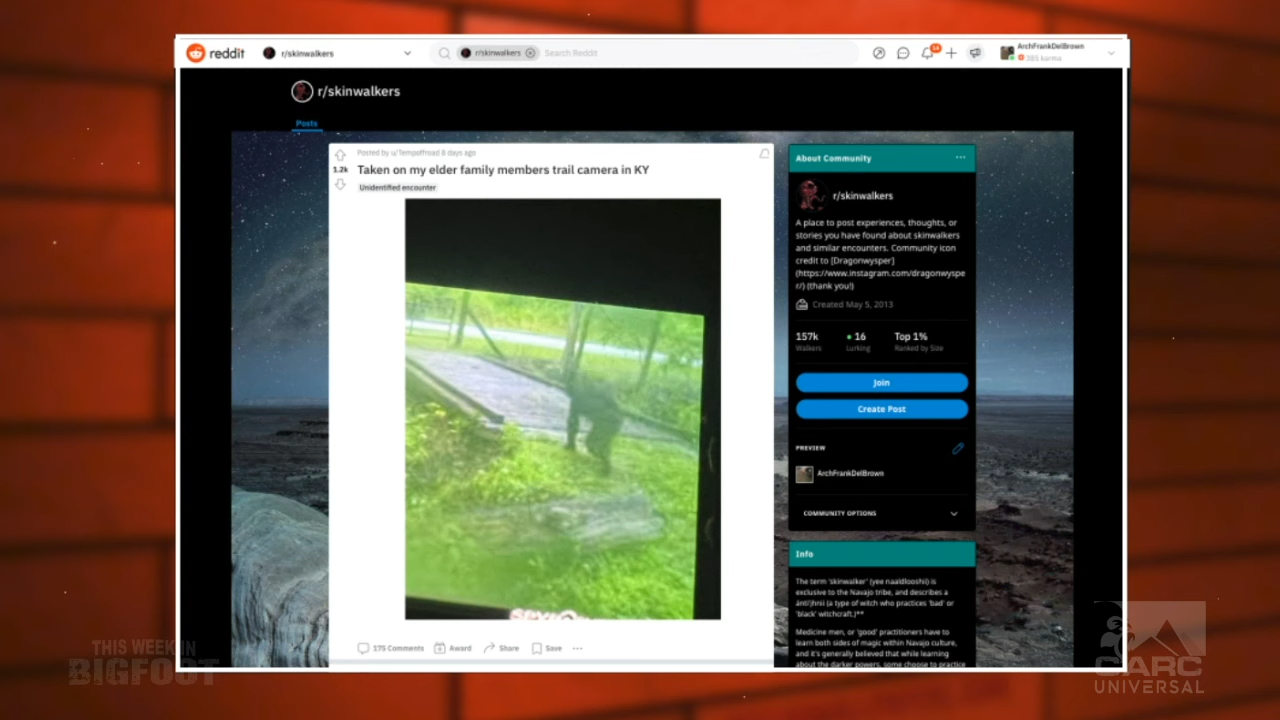 reddit
r/skinwalkers
r/skinwalkers
Search Reddit
14
ArchFrankDelBrown
385 karma
r/skinwalkers
Posts
1.2k
Posted by u/Tempoffroad 8 days ago
Taken on my elder family members trail camera in KY
Unidentified encounter
175 Comments
Award
Share
Save
About Community
r/skinwalkers
A place to post experiences, thoughts, or
stories you have found about skinwalkers
and similar encounters. Community icon
credit to [Dragonwysper]
(https://www.instagram.com/dragonwyspe
r/) (thank you!)
Created May 5, 2013
157k 16 Top 1%
Walkers Lurking Ranked by Size
Join
Create Post
PREVIEW
ArchFrankDelBrown
COMMUNITY OPTIONS
Info
The term 'skinwalker' (yee naaldlooshii) is
exclusive to the Navajo tribe, and describes a
(a type of witch who practices 'bad' or
'black' witchcraft.)**
Medicine men, or 'good' practitioners have to
learn both sides of magic within Navajo culture,
and it's generally believed that while learning
about the darker powers, some choose to practice
THIS WEEK IN
BIGFOOT
CARC
UNIVERSAL